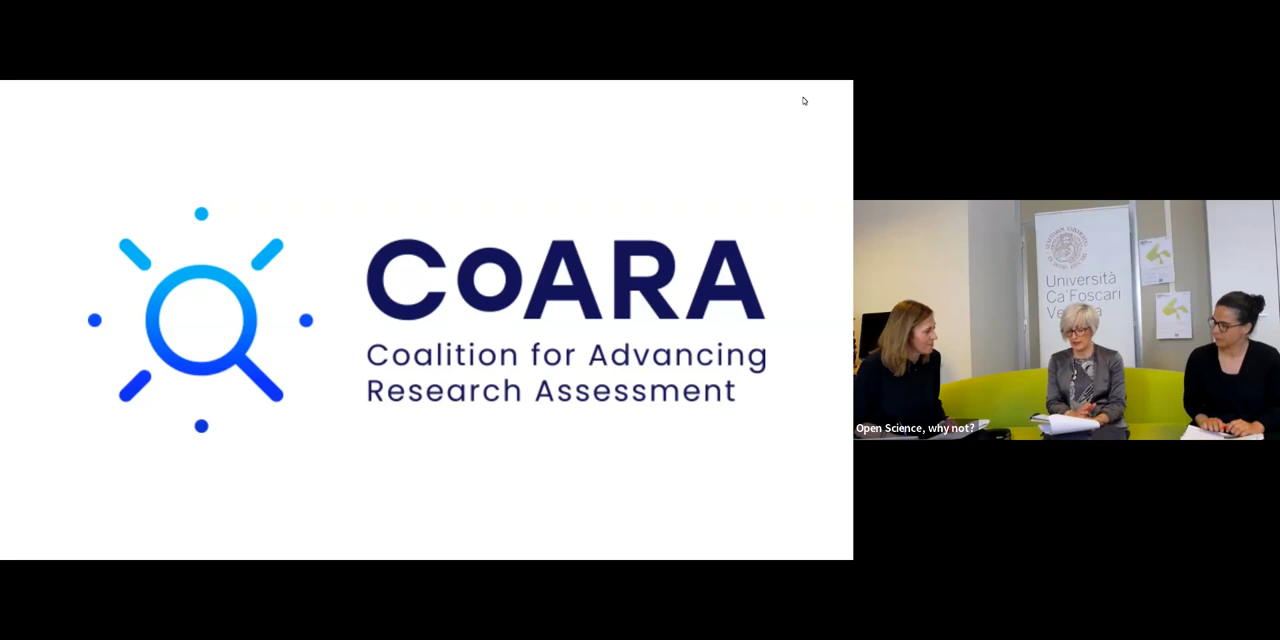 CoARA
Coalition for Advancing
Research Assessment
Università
Ca'Foscari
Open Science, why not?